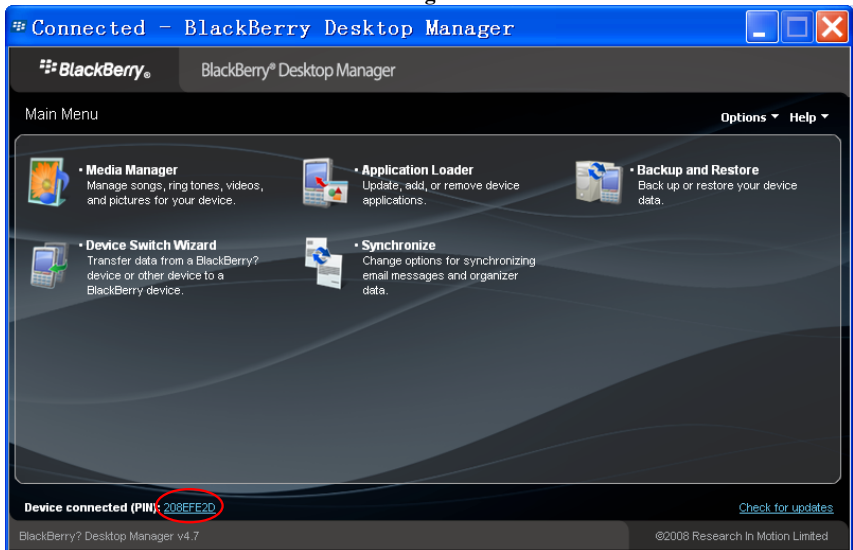 Connected - BlackBerry Desktop Manager
BlackBerry®
BlackBerry® Desktop Manager
Main Menu
Options Help
Media Manager
Manage songs, ring tones, videos,
and pictures for your device.
Application Loader
Update, add, or remove device
applications.
Backup and Restore
Back up or restore your device
data.
Device Switch Wizard
Transfer data from a BlackBerry?
device or other device to a
BlackBerry device.
Synchronize
Change options for synchronizing
email messages and organizer
data.
Device connected (PIN): 208EFE2D
Check for updates
BlackBerry? Desktop Manager v4.7
©2008 Research In Motion Limited